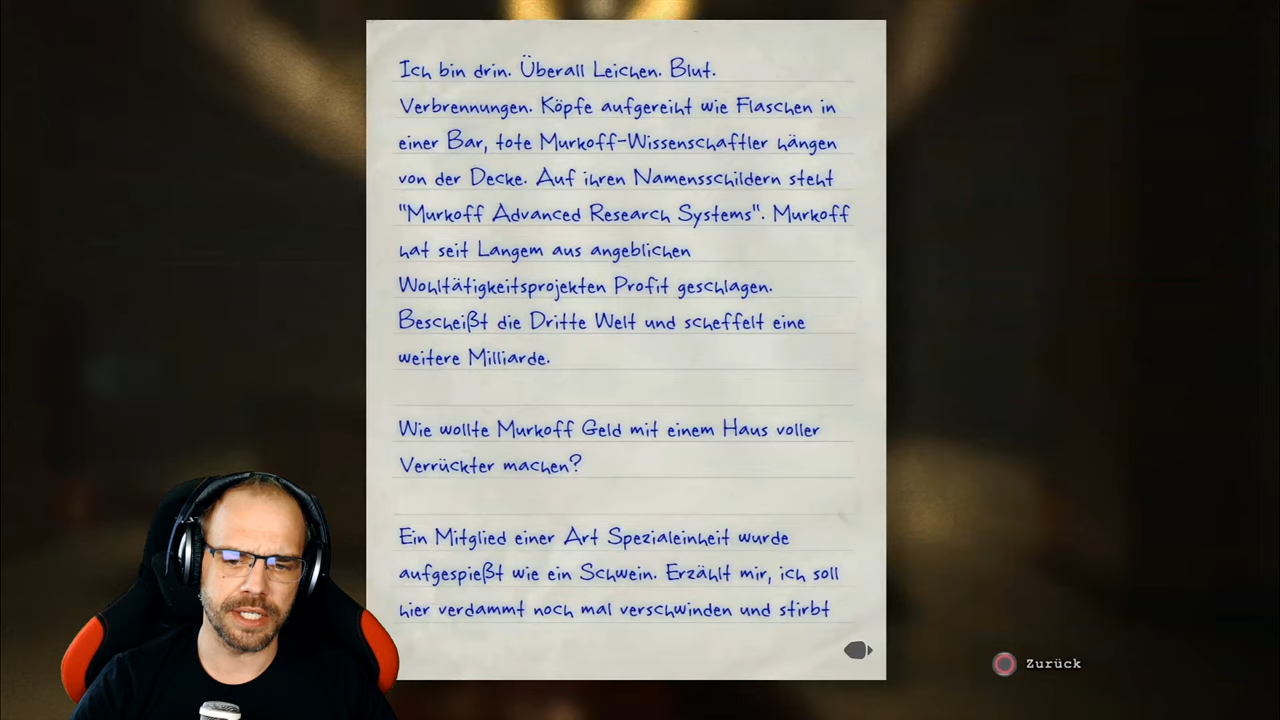 Ich bin drin. Überall Leichen. Blut.
Verbrennungen. Köpfe aufgereiht wie Flaschen in
einer Bar, tote Murkoff-Wissenschaftler hängen
von der Decke. Auf ihren Namensschildern steht
"Murkoff Advanced Research Systems". Murkoff
hat seit Langem aus angeblichen
Wohltätigkeitsprojekten Profit geschlagen.
Bescheißt die Dritte Welt und scheffelt eine
weitere Milliarde.
Wie wollte Murkoff Geld mit einem Haus voller
Verrückter machen?
Ein Mitglied einer Art Spezialeinheit wurde
aufgespießt wie ein Schwein. Erzählt mir, ich soll
hier verdammt noch mal verschwinden und stirbt
Zurück